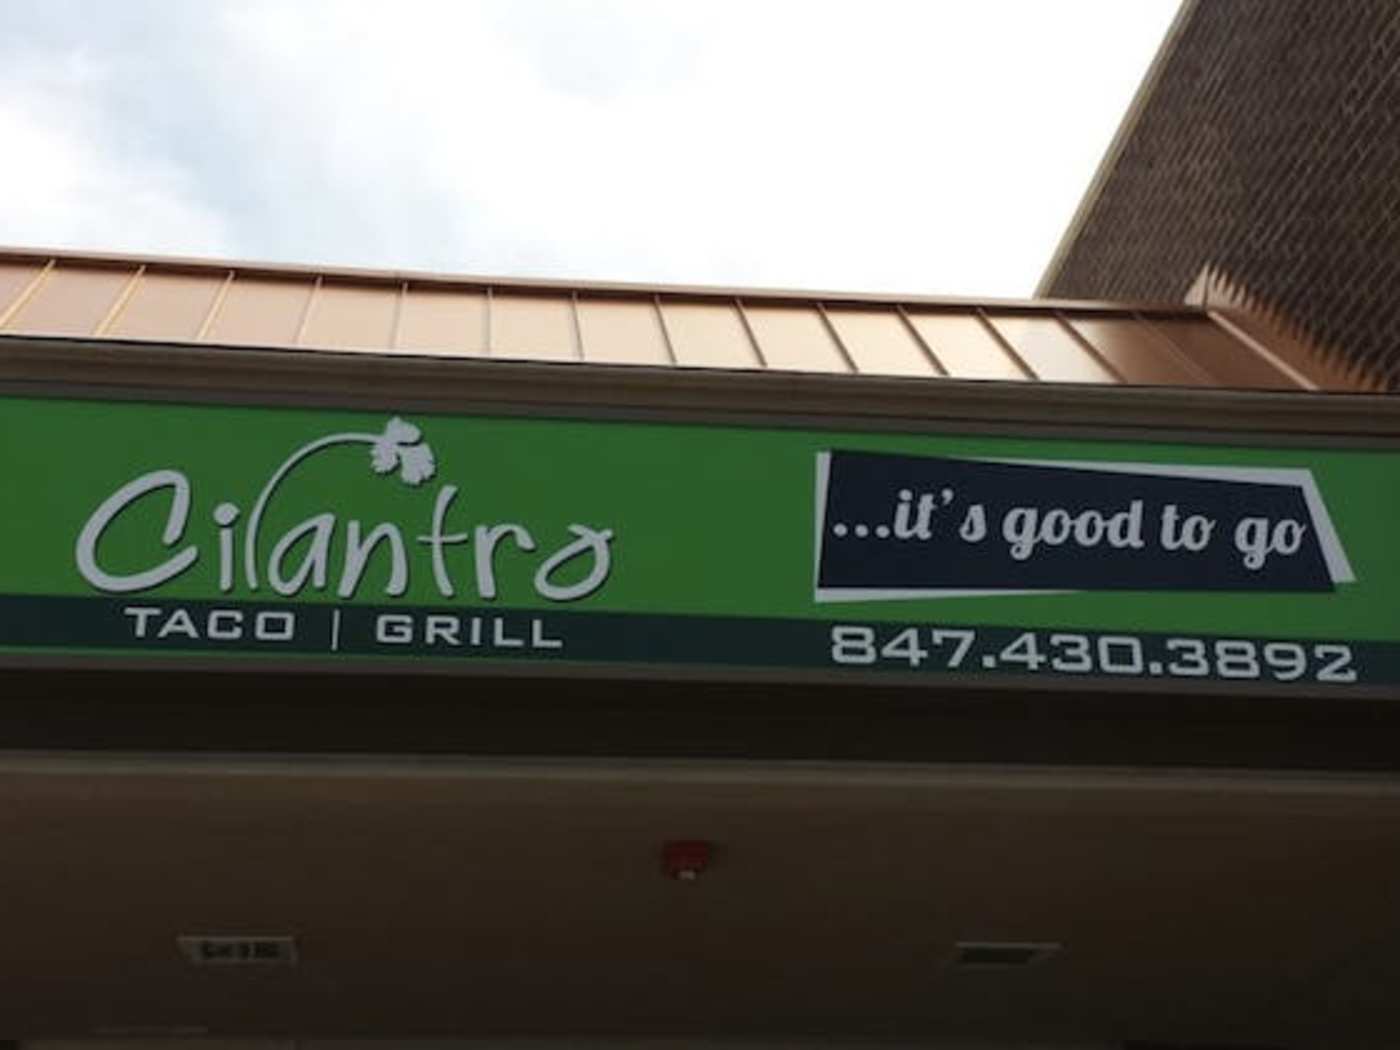 Cilantro
TACO | GRILL
...it's good to go
847.430.3892